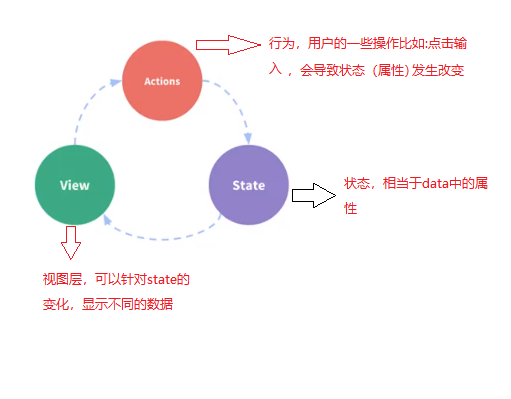 行为，用户的一些操作比如:点击输
入 ，会导致状态（属性) 发生改变
Actions
View
State
状态，相当于data中的属
性
视图层，可以针对state的
变化，显示不同的数据